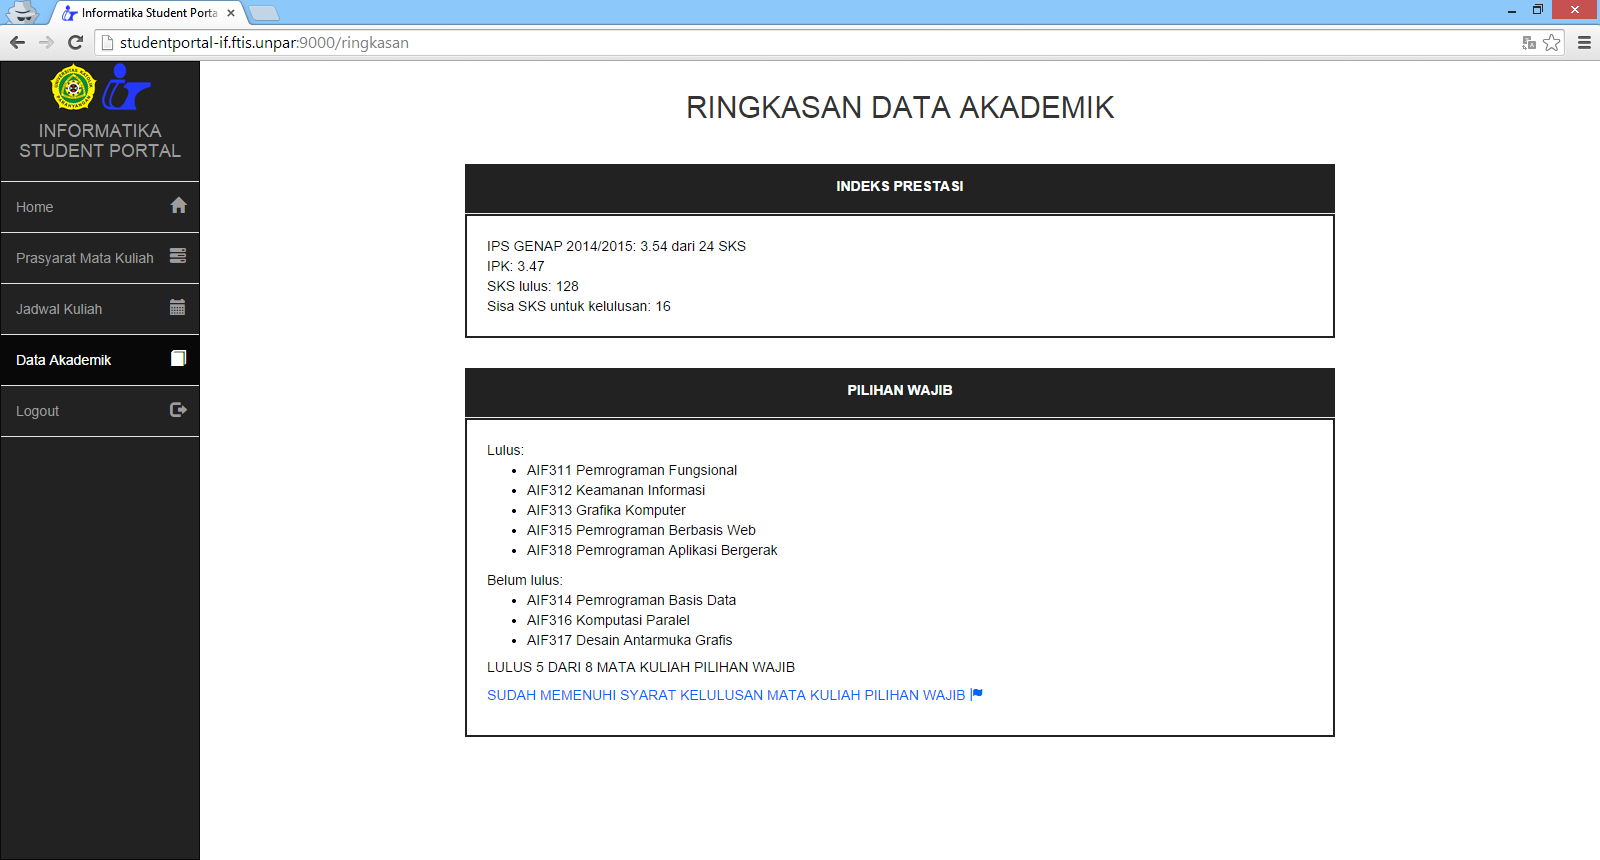 Informatika Student Porta
studentportal-if.ftis.unpar:9000/ringkasan
INFORMATIKA
STUDENT PORTAL
Home
Prasyarat Mata Kuliah
Jadwal Kuliah
Data Akademik
Logout
RINGKASAN DATA AKADEMIK
INDEKS PRESTASI
IPS GENAP 2014/2015: 3.54 dari 24 SKS
IPK: 3.47
SKS lulus: 128
Sisa SKS untuk kelulusan: 16
PILIHAN WAJIB
Lulus:
AIF311 Pemrograman Fungsional
AIF312 Keamanan Informasi
AIF313 Grafika Komputer
AIF315 Pemrograman Berbasis Web
AIF318 Pemrograman Aplikasi Bergerak
Belum lulus:
AIF314 Pemrograman Basis Data
AIF316 Komputasi Paralel
AIF317 Desain Antarmuka Grafis
LULUS 5 DARI 8 MATA KULIAH PILIHAN WAJIB
SUDAH MEMENUHI SYARAT KELULUSAN MATA KULIAH PILIHAN WAJIB